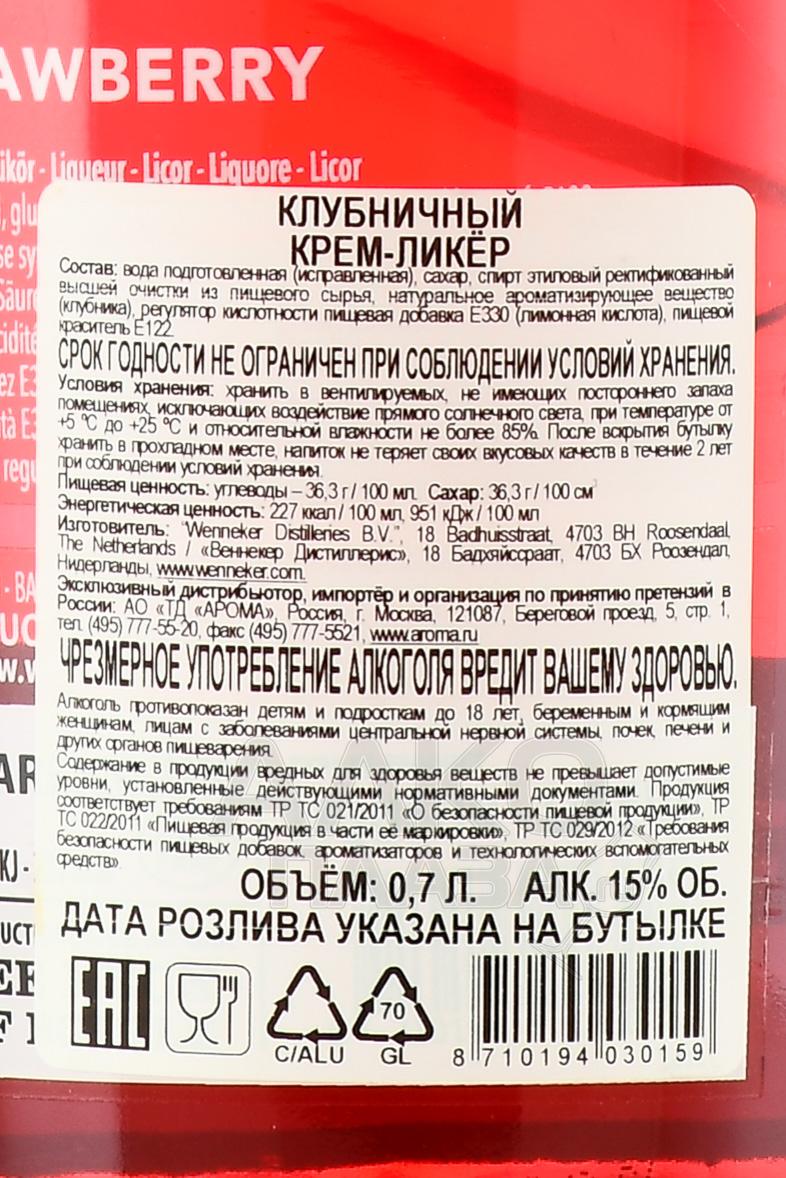 AWBERRY
ikör - Liqueur - Licor - Liquore - Licor
КЛУБНИЧНЫЙ
КРЕМ-ЛИКЁР
Состав: вода подготовленная (исправленная), сахар, спирт этиловый ректификованный
высшей очистки из пищевого сырья, натуральное ароматизирующее вещество
(клубника), регулятор кислотности пищевая добавка Е330 (лимонная кислота), пищевой
краситель Е122.
СРОК ГОДНОСТИ НЕ ОГРАНИЧЕН ПРИ СОБЛЮДЕНИИ УСЛОВИЙ ХРАНЕНИЯ.
Условия хранения: хранить в вентилируемых, не имеющих постороннего запаха
помещениях, исключающих воздействие прямого солнечного света, при температуре от
+5 °C до +25 °C и относительной влажности не более 85%. После вскрытия бутылку
хранить в прохладном месте, напиток не теряет своих вкусовых качеств в течение 2 лет
при соблюдении условий хранения.
Пищевая ценность: углеводы – 36,3 г / 100 мл. Сахар: 36,3 г / 100 см³
Энергетическая ценность: 227 ккал / 100 мл, 951 кДж / 100 мл
Изготовитель: "Wenneker Distilleries B.V.", 18 Badhuisstraat, 4703 BH Roosendaal,
The Netherlands / «Веннекер Дистиллерис», 18 Бадхяйссраат, 4703 БХ Роозендал,
Нидерланды, www.wenneker.com.
Эксклюзивный дистрибьютор, импортёр и организация по принятию претензий в
России: АО «ТД «АРОМА», Россия, г. Москва, 121087, Береговой проезд, 5, стр. 1,
тел. (495) 777-55-20, факс (495) 777-5521, www.aroma.ru
ЧРЕЗМЕРНОЕ УПОТРЕБЛЕНИЕ АЛКОГОЛЯ ВРЕДИТ ВАШЕМУ ЗДОРОВЬЮ.
Алкоголь противопоказан детям и подросткам до 18 лет, беременным и кормящим
женщинам, лицам с заболеваниями центральной нервной системы, почек, печени и
других органов пищеварения.
Содержание в продукции вредных для здоровья веществ не превышает допустимые
уровни, установленные действующими нормативными документами. Продукция
соответствует требованиям ТР ТС 021/2011 «О безопасности пищевой продукции», ТР
ТС 022/2011 «Пищевая продукция в части её маркировки», ТР ТС 029/2012 «Требования
безопасности пищевых добавок, ароматизаторов и технологических вспомогательных
средств».
ОБЪЁМ: 0,7 Л. АЛК. 15% ОБ.
ДАТА РОЗЛИВА УКАЗАНА НА БУТЫЛКЕ
EAC
C/ALU
70
GL
8 710194 030159